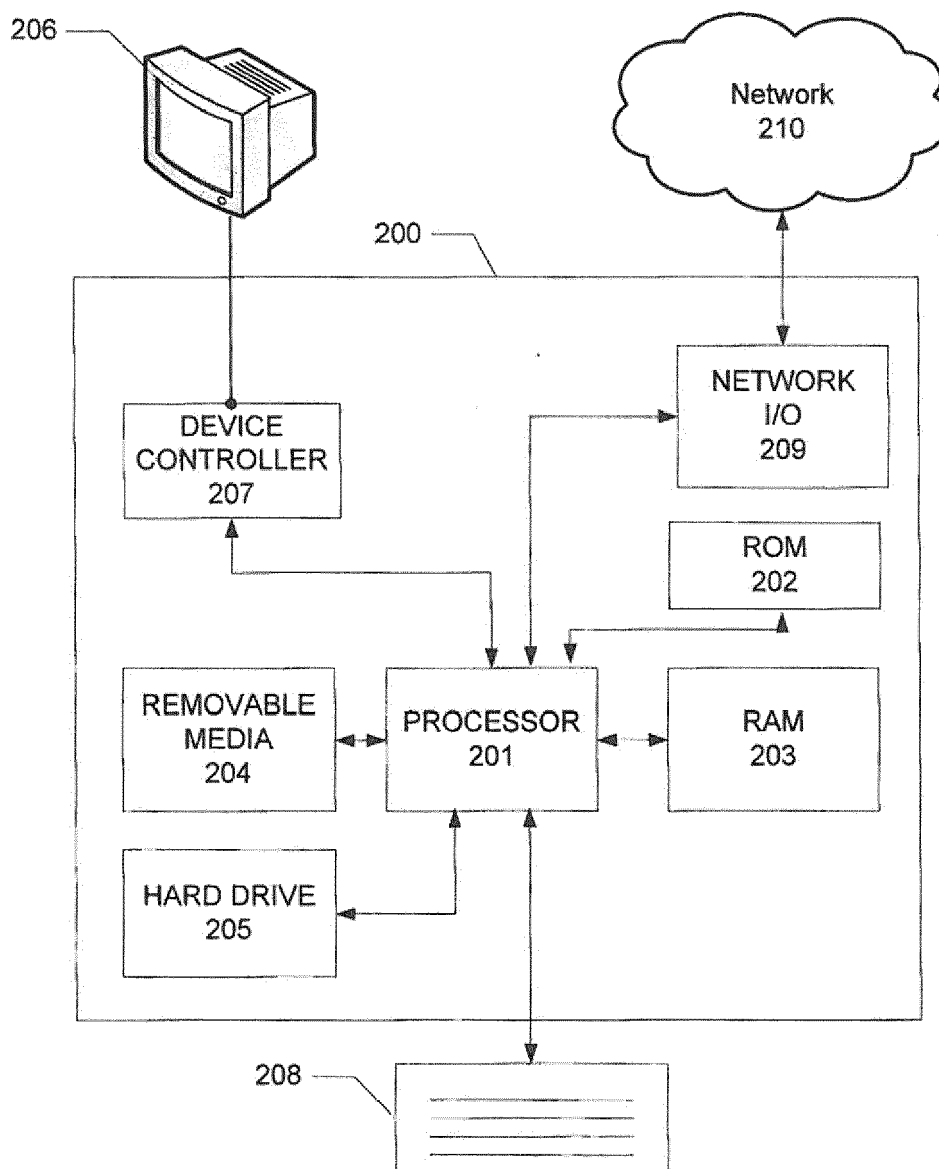 206
Network
210
200
NETWORK
I/O
209
DEVICE
CONTROLLER
207
ROM
202
REMOVABLE
MEDIA
204
PROCESSOR
201
RAM
203
HARD DRIVE
205
208